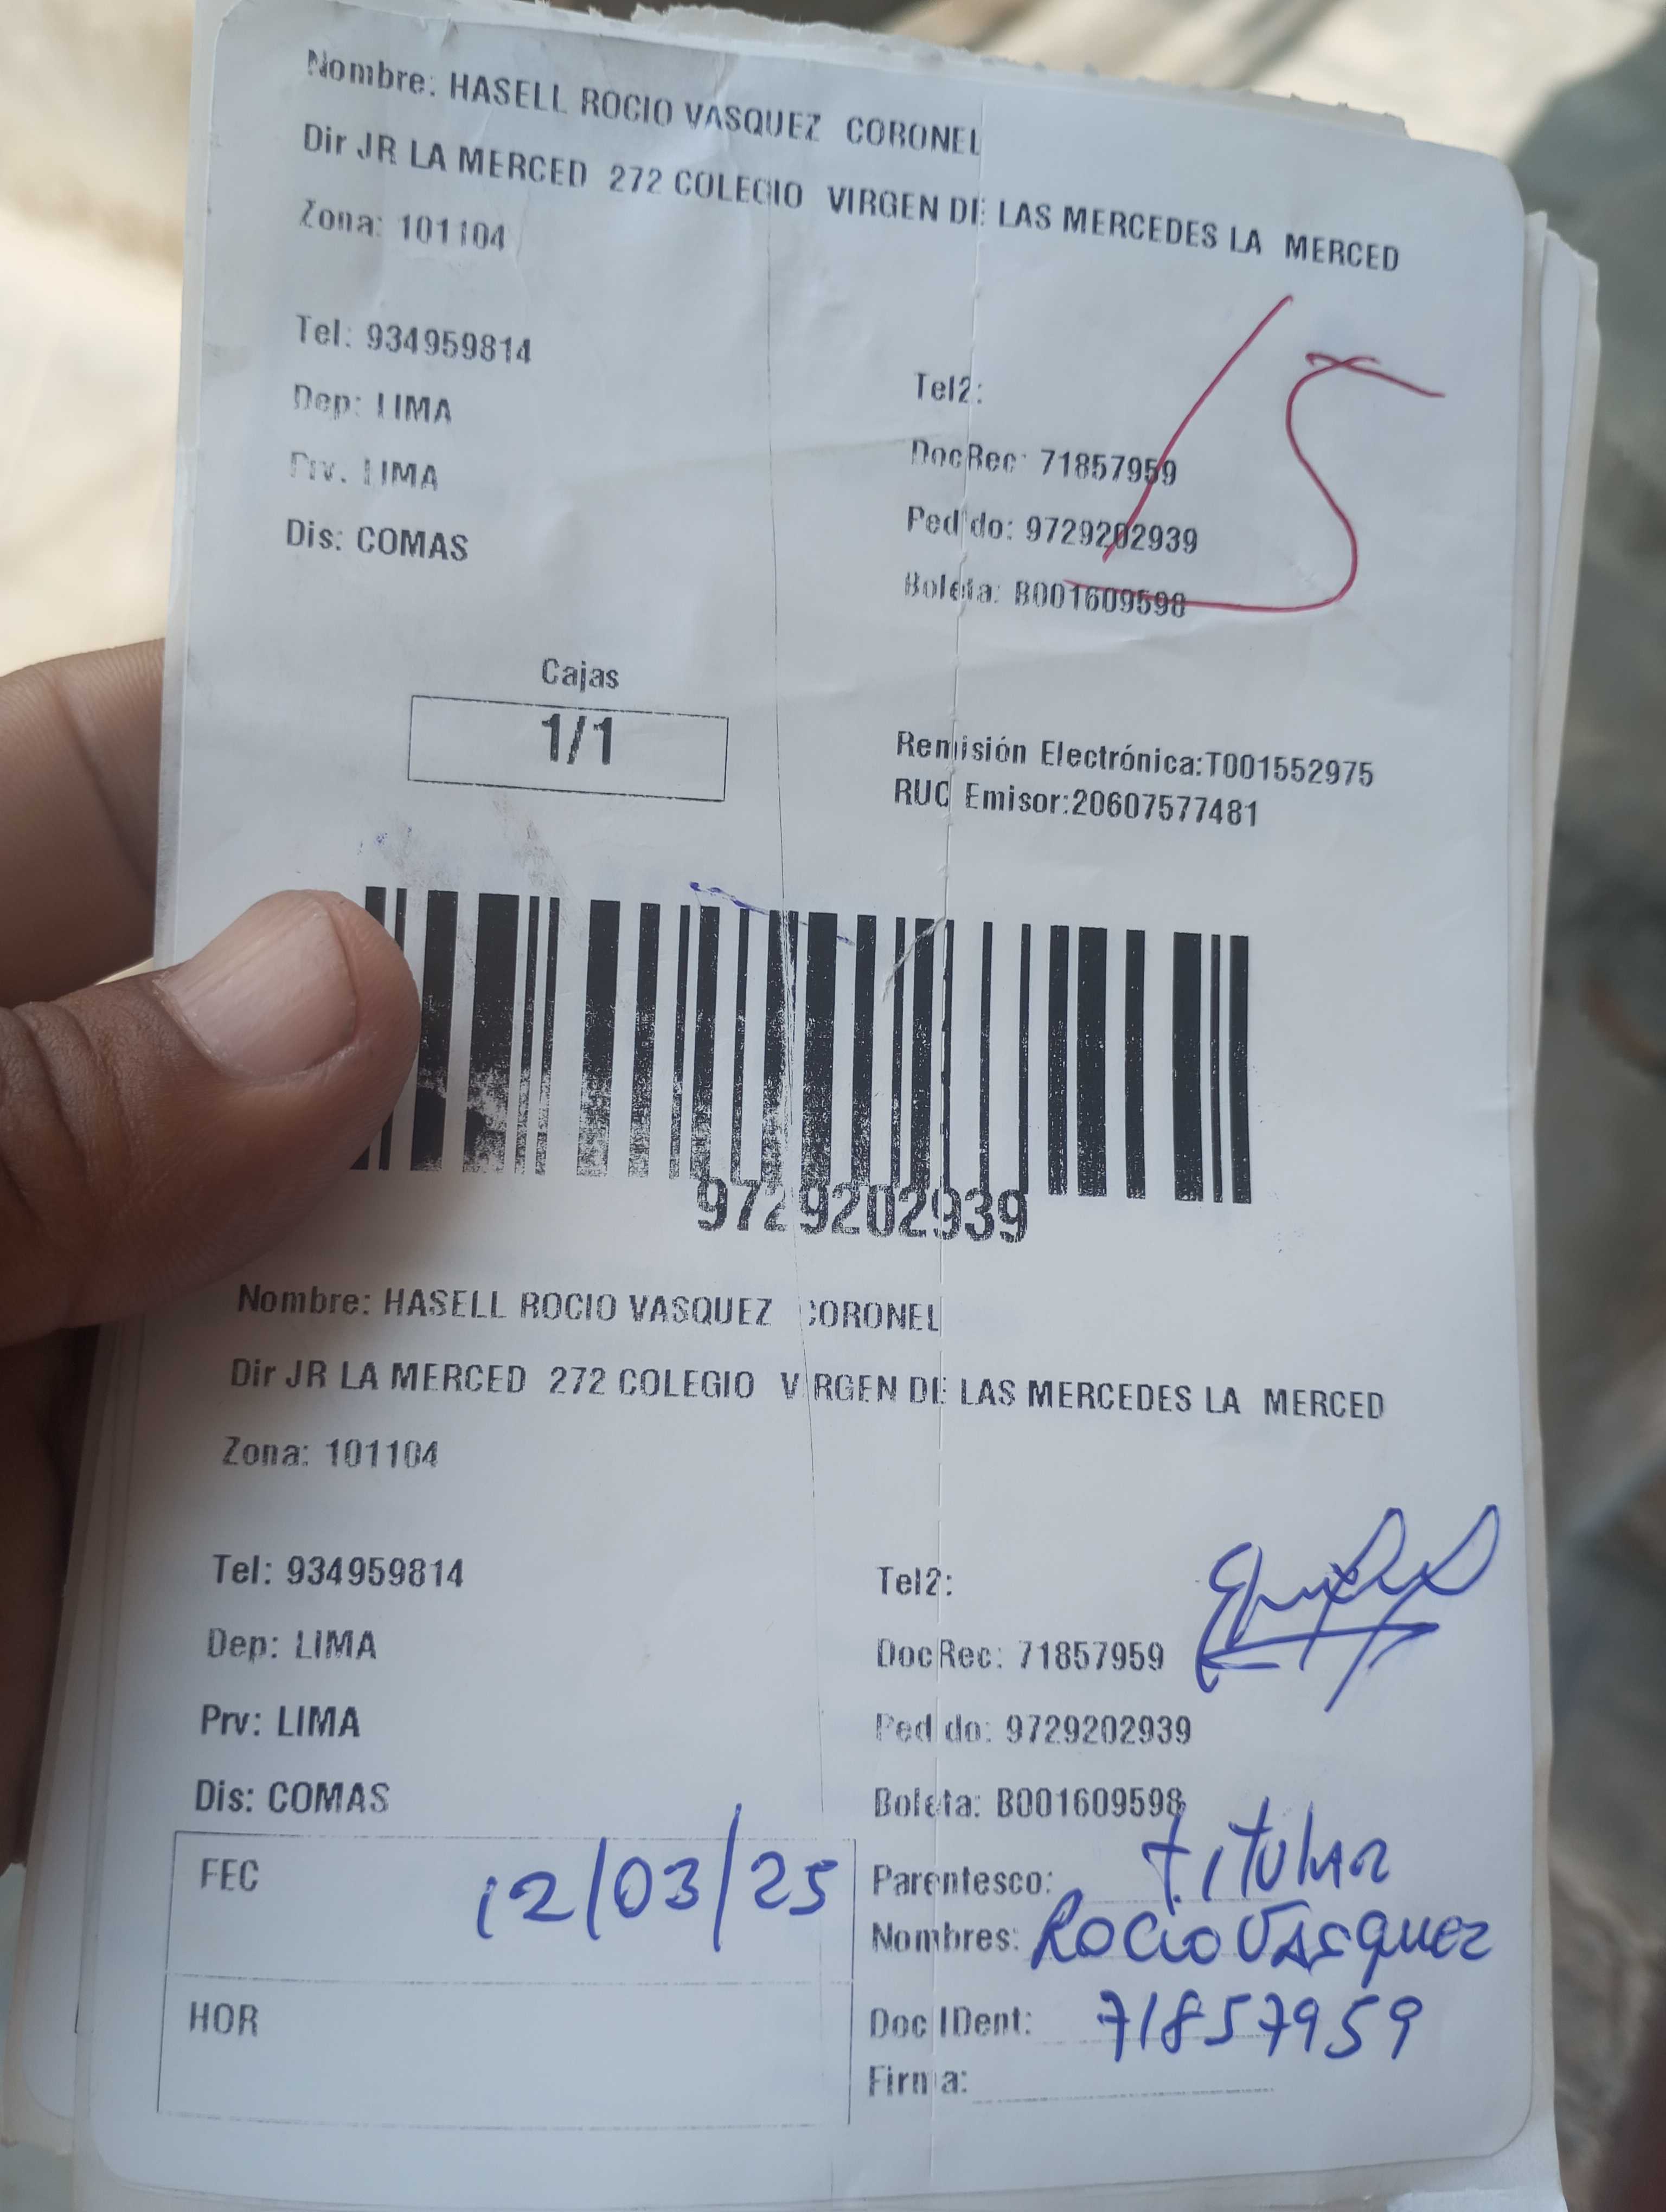 Nombre: HASELL ROCIO VASQUEZ CORONEL
Dir JR LA MERCED 272 COLEGIO VIRGEN DE LAS MERCEDES LA MERCED
Zona: 101104
Tel: 934959814
Tel2:
Dep: LIMA
DocRec: 71857959
Prv. LIMA
Pedido: 9729202939
Dis: COMAS
Boleta: B001609598
15
Cajas
1/1
Remisión Electrónica:T001552975
RUC Emisor:20607577481
9729202939
Nombre: HASELL ROCIO VASQUEZ CORONEL
Dir JR LA MERCED 272 COLEGIO VIRGEN DE LAS MERCEDES LA MERCED
Zona: 101104
Tel: 934959814
Tel2:
Dep: LIMA
DocRec: 71857959
Prv: LIMA
Pedido: 9729202939
Dis: COMAS
Boleta: B001609598
FEC 12/03/25
Parentesco: titular
Nombres: Rocio Vasquez
HOR
Doc IDent: 71857959
Firma: